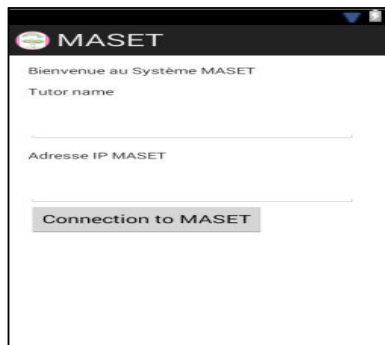 MASET
Bienvenue au Système MASET
Tutor name
Adresse IP MASET
Connection to MASET